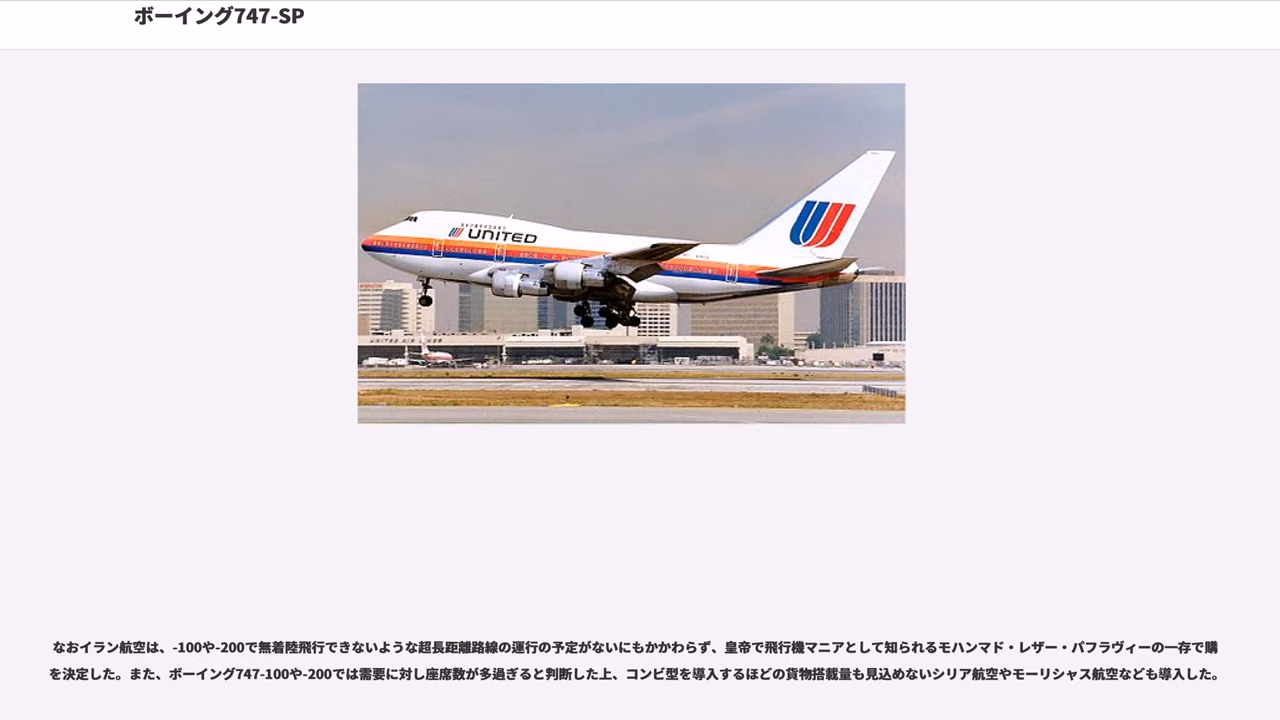 ボーイング747-SP
UNITED
UNITED AIR LINES
なおイラン航空は、-100や-200で無着陸飛行できないような超長距離路線の運行の予定がないにもかかわらず、皇帝で飛行機マニアとして知られるモハンマド・レザー・パフラヴィーの一存で購
を決定した。また、ボーイング747-100や-200では需要に対し座席数が多過ぎると判断した上、コンビ型を導入するほどの貨物搭載量も見込めないシリア航空やモーリシャス航空なども導入した。